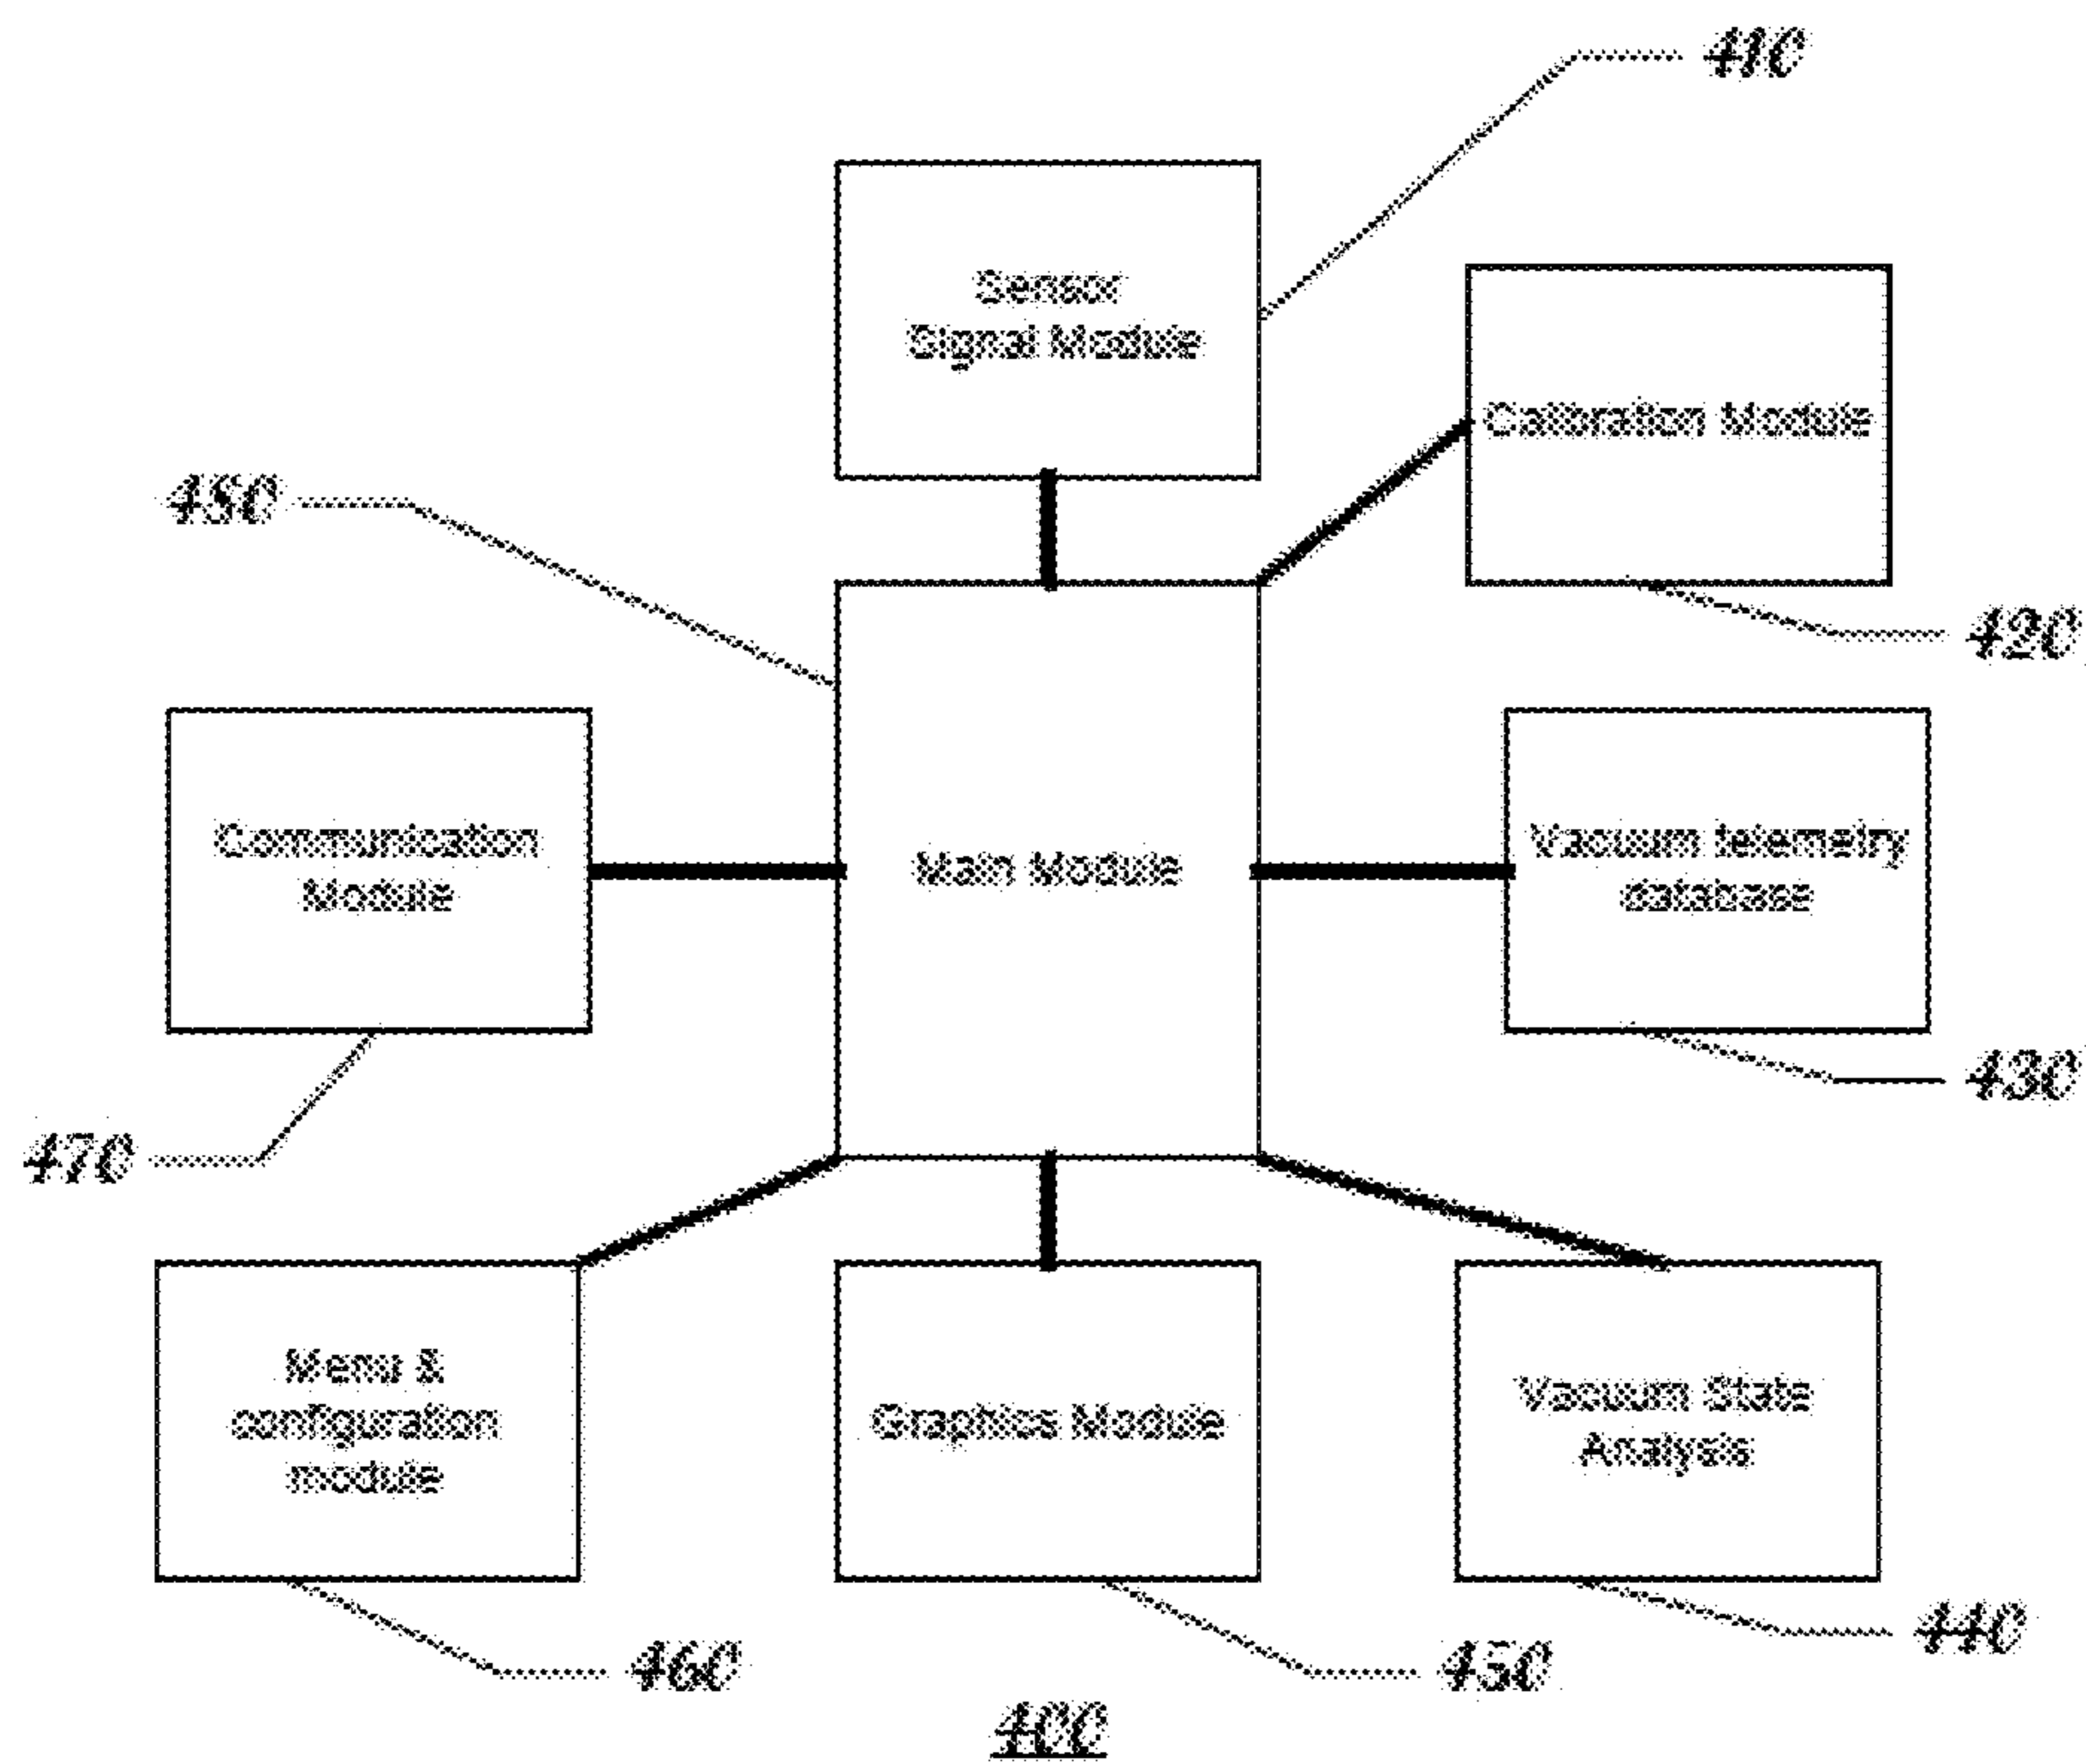 410
Sensor
Signal Module
Calibration Module
420
Communication
Module
Main Module
Vacuum telemetry
database
430
470
Menu &
configuration
module
Graphics Module
Vacuum State
Analysis
440
460
450
400